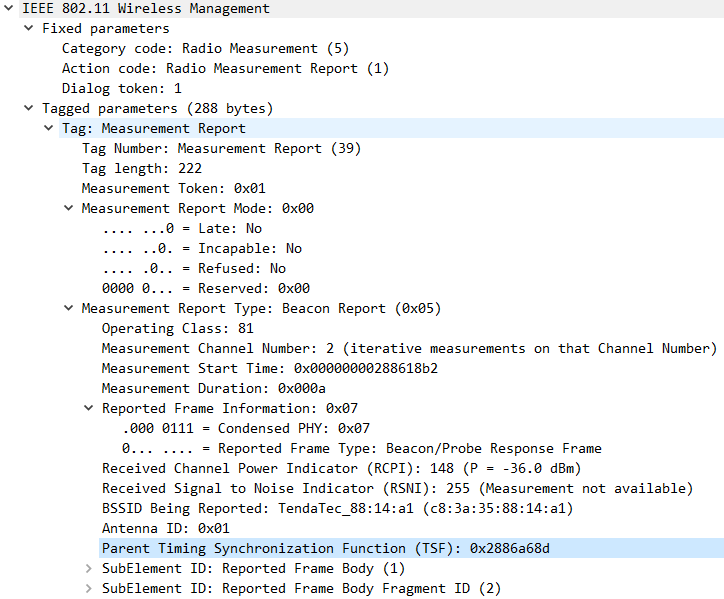 IEEE 802.11 Wireless Management
Fixed parameters
Category code: Radio Measurement (5)
Action code: Radio Measurement Report (1)
Dialog token: 1
Tagged parameters (288 bytes)
Tag: Measurement Report
Tag Number: Measurement Report (39)
Tag length: 222
Measurement Token: 0x01
Measurement Report Mode: 0x00
.... ...0 = Late: No
.... ..0. = Incapable: No
.... .0.. = Refused: No
0000 0... = Reserved: 0x00
Measurement Report Type: Beacon Report (0x05)
Operating Class: 81
Measurement Channel Number: 2 (iterative measurements on that Channel Number)
Measurement Start Time: 0x00000000288618b2
Measurement Duration: 0x000a
Reported Frame Information: 0x07
.000 0111 = Condensed PHY: 0x07
0... .... = Reported Frame Type: Beacon/Probe Response Frame
Received Channel Power Indicator (RCPI): 148 (P = -36.0 dBm)
Received Signal to Noise Indicator (RSNI): 255 (Measurement not available)
BSSID Being Reported: TendaTec_88:14:a1 (c8:3a:35:88:14:a1)
Antenna ID: 0x01
Parent Timing Synchronization Function (TSF): 0x2886a68d
SubElement ID: Reported Frame Body (1)
SubElement ID: Reported Frame Body Fragment ID (2)